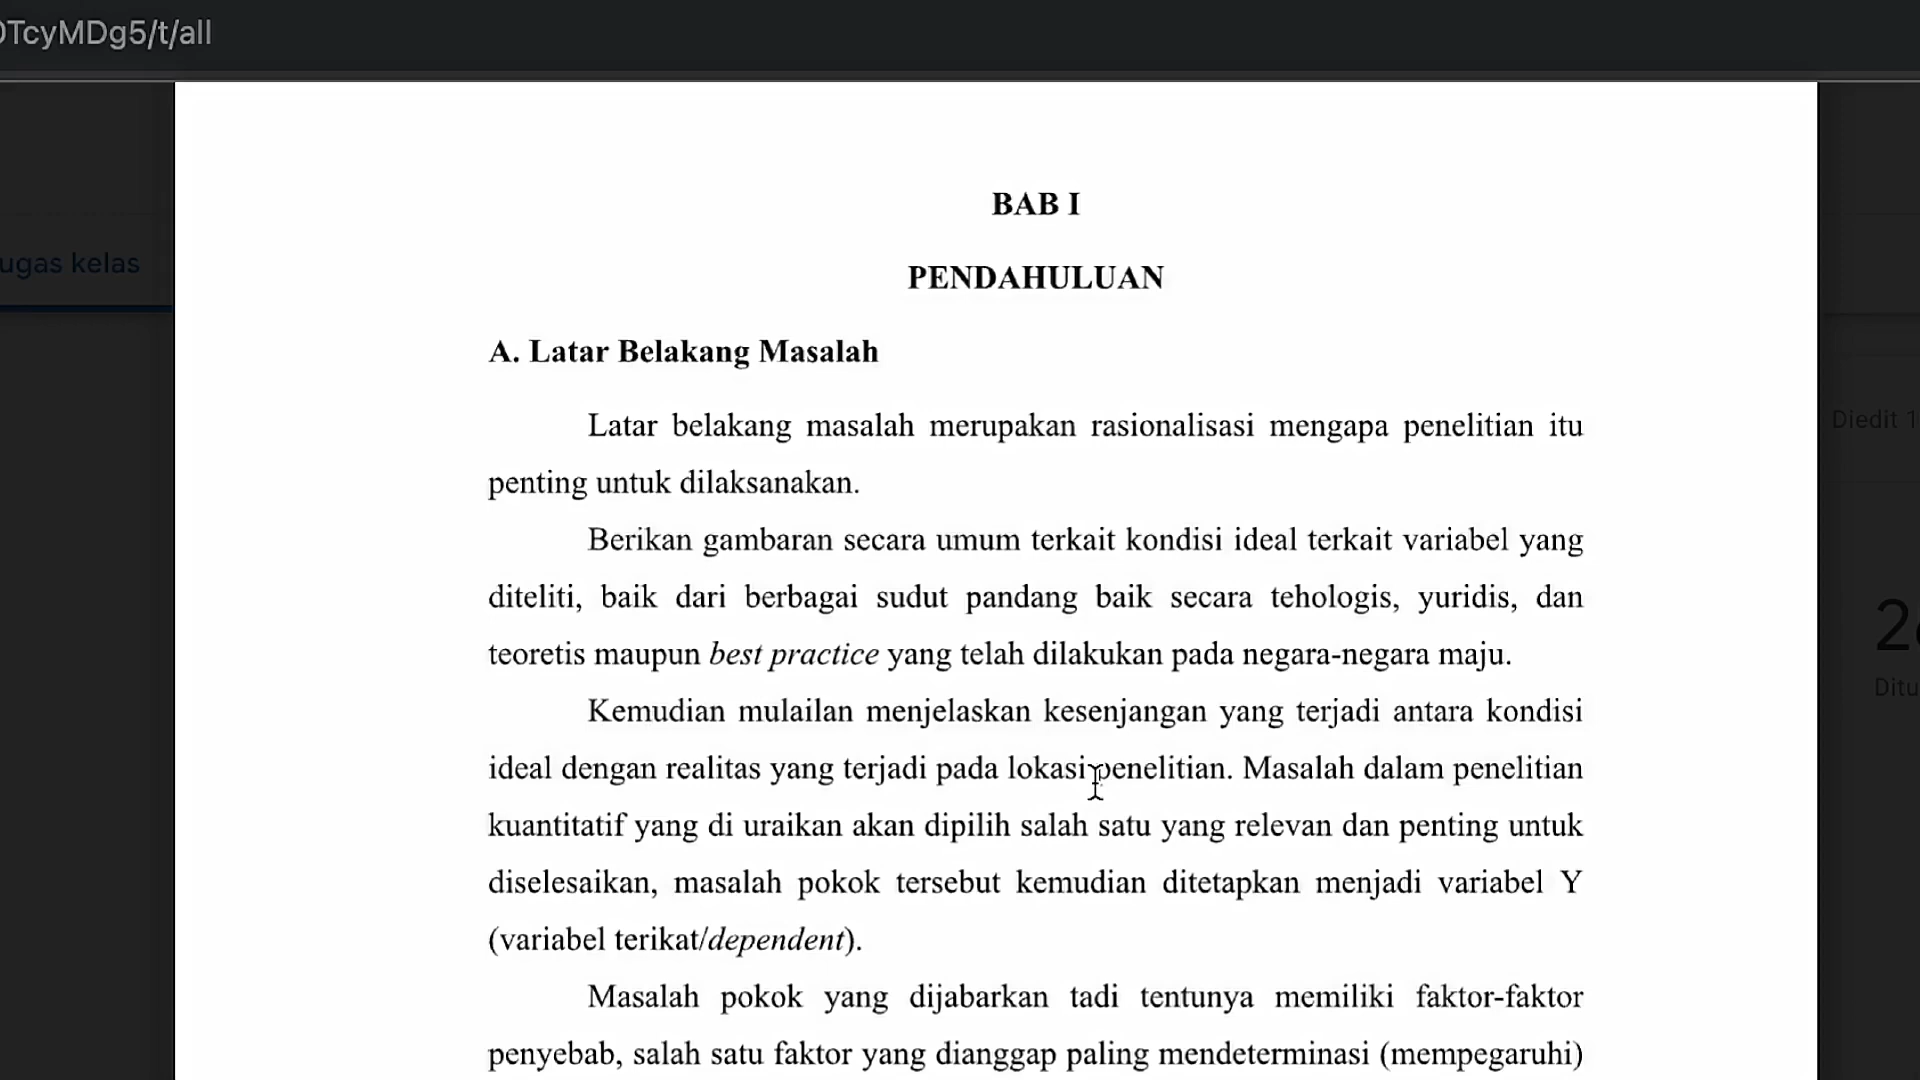 OTcyMDg5/t/all
BAB I
PENDAHULUAN
ugas kelas
A. Latar Belakang Masalah
Latar belakang masalah merupakan rasionalisasi mengapa penelitian itu
Diedit 1
penting untuk dilaksanakan.
Berikan gambaran secara umum terkait kondisi ideal terkait variabel yang
diteliti, baik dari berbagai sudut pandang baik secara tehologis, yuridis, dan
teoretis maupun best practice yang telah dilakukan pada negara-negara maju.
Ditu
Kemudian mulailan menjelaskan kesenjangan yang terjadi antara kondisi
ideal dengan realitas yang terjadi pada lokasi penelitian. Masalah dalam penelitian
kuantitatif yang di uraikan akan dipilih salah satu yang relevan dan penting untuk
diselesaikan, masalah pokok tersebut kemudian ditetapkan menjadi variabel Y
(variabel terikat/dependent).
Masalah pokok yang dijabarkan tadi tentunya memiliki faktor-faktor
penyebab, salah satu faktor yang dianggap paling mendeterminasi (mempegaruhi)